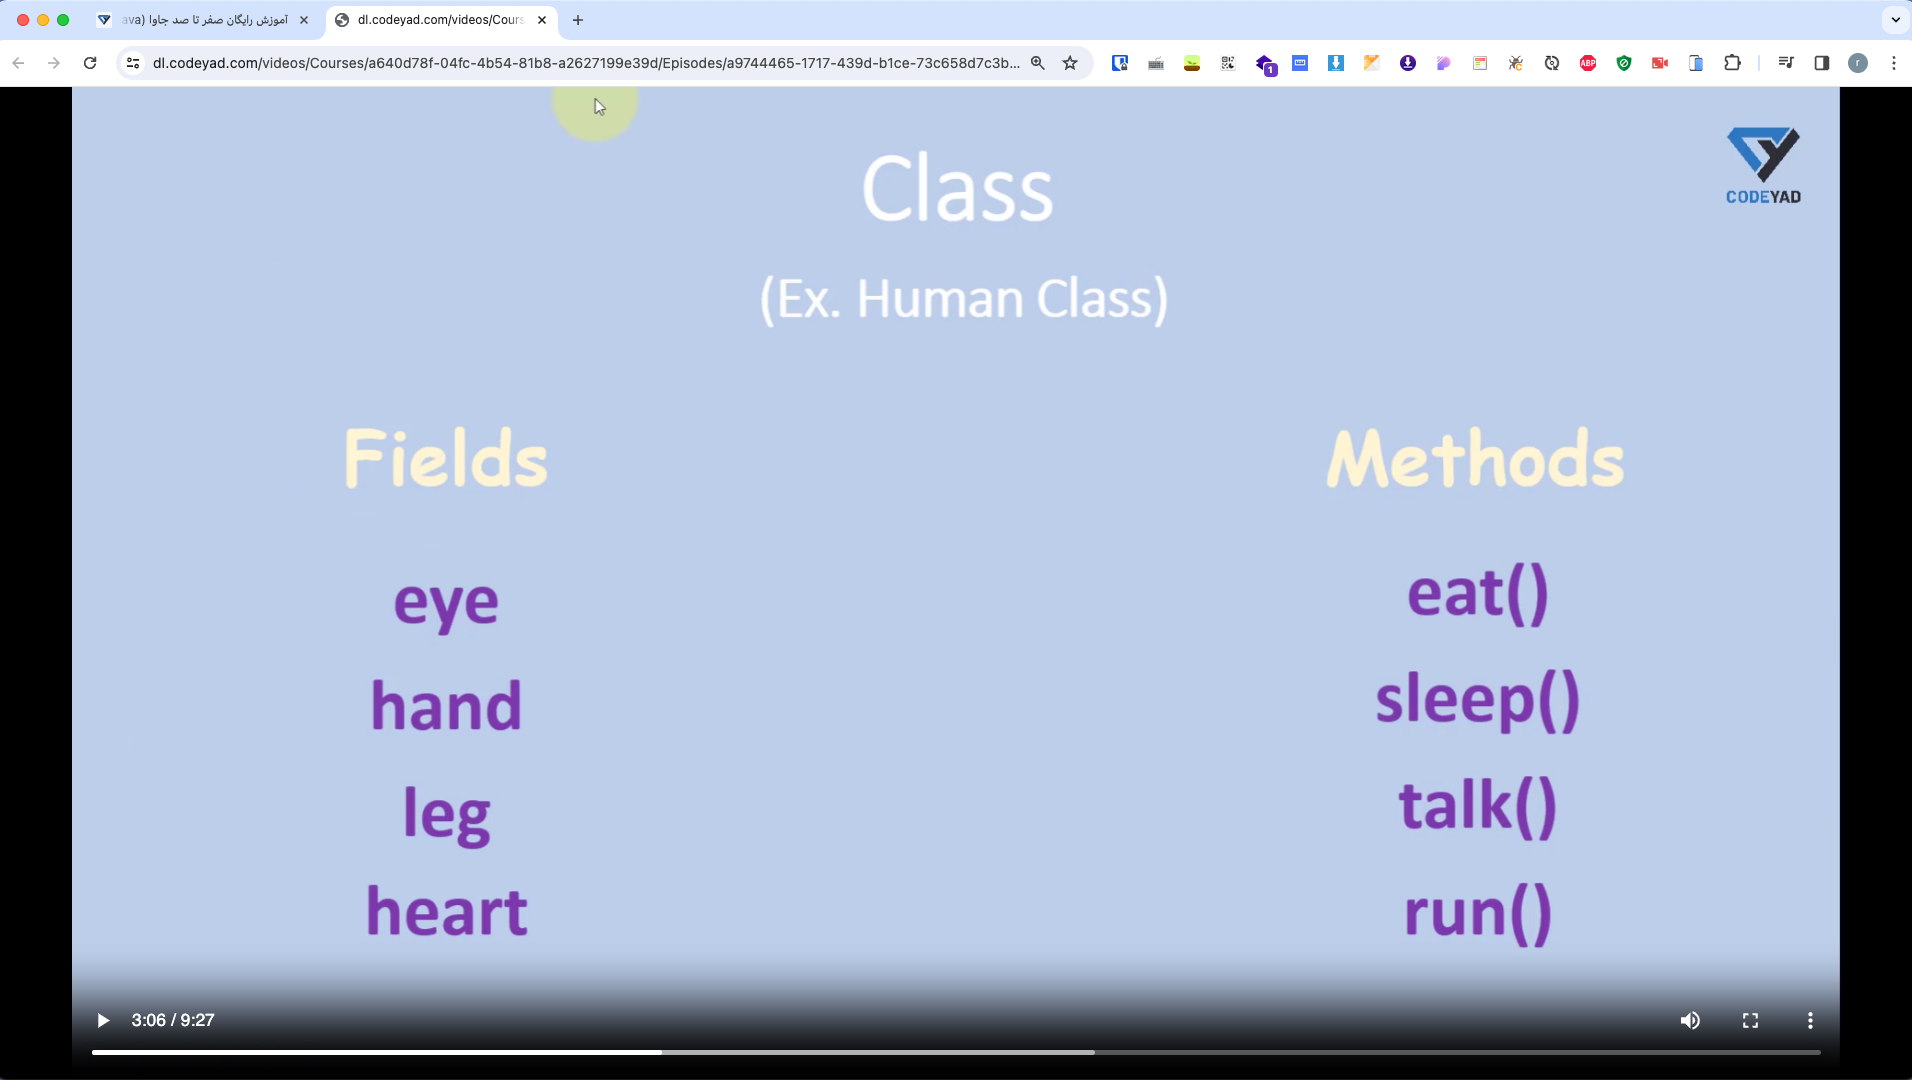 آموزش رایگان صفر تا صد جاوا (ava
dl.codeyad.com/videos/Cours
dl.codeyad.com/videos/Courses/a640d78f-04fc-4b54-81b8-a2627199e39d/Episodes/a9744465-1717-439d-b1ce-73c658d7c3b...
1
ABP
r
Class
CODEYAD
(Ex. Human Class)
Fields
Methods
eye
eat()
hand
sleep()
leg
talk()
heart
run()
3:06 / 9:27